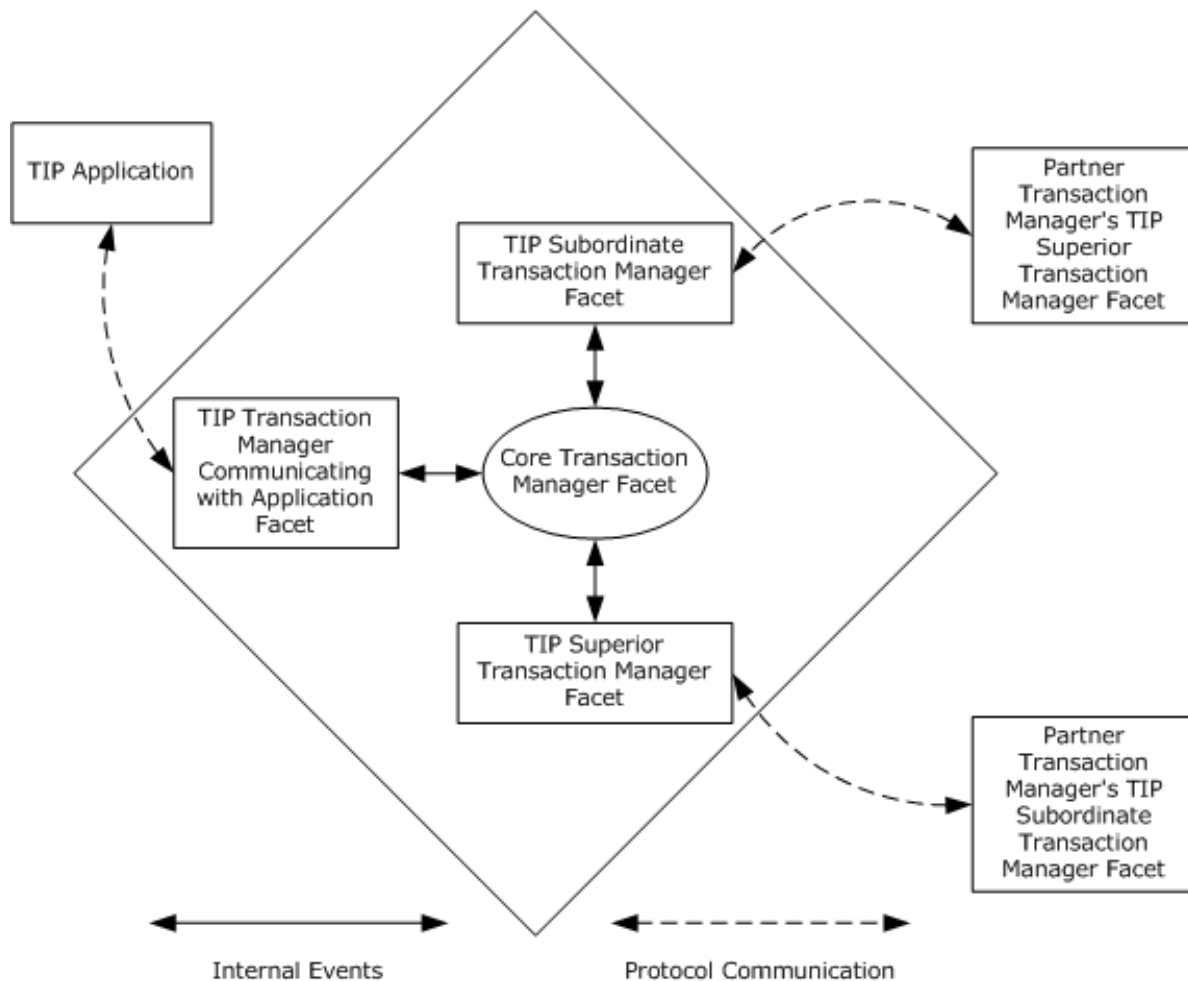 TIP Application
Partner
Transaction
Manager's TIP
Superior
Transaction
Manager Facet
TIP Subordinate
Transaction Manager
Facet
TIP Transaction
Manager
Communicating
with Application
Facet
Core Transaction
Manager Facet
TIP Superior
Transaction Manager
Facet
Partner
Transaction
Manager's TIP
Subordinate
Transaction
Manager Facet
Internal Events
Protocol Communication